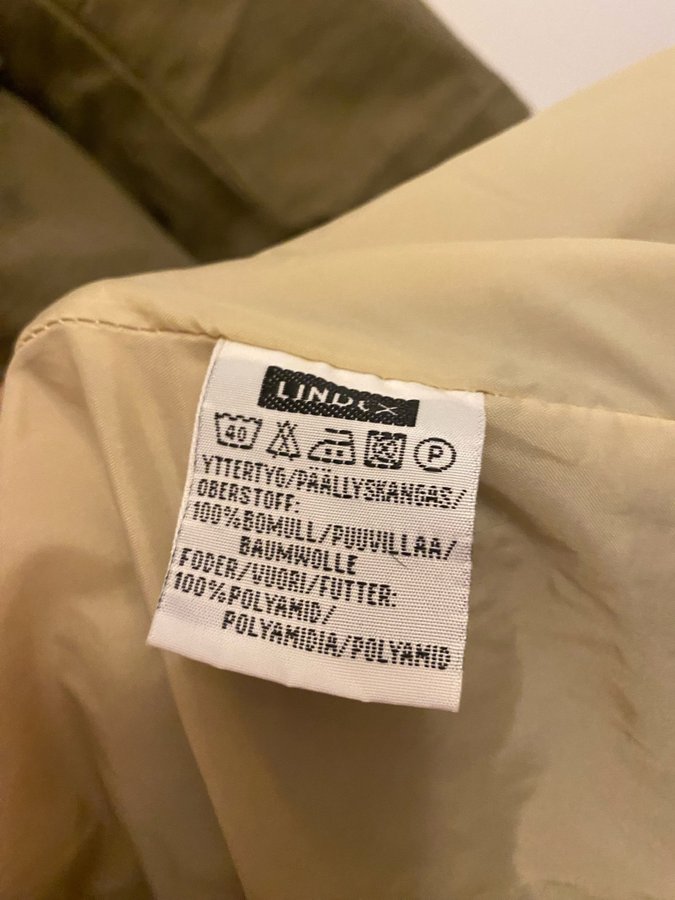 LINDEX
40 P
YTTERTYG/PÄÄLLYSKANGAS/
OBERSTOFF:
100%BOMULL/PUUVILLAA/
BAUMWOLLE
FODER/VUORI/FUTTER:
100%POLYAMID/
POLYAMIDIA/POLYAMID